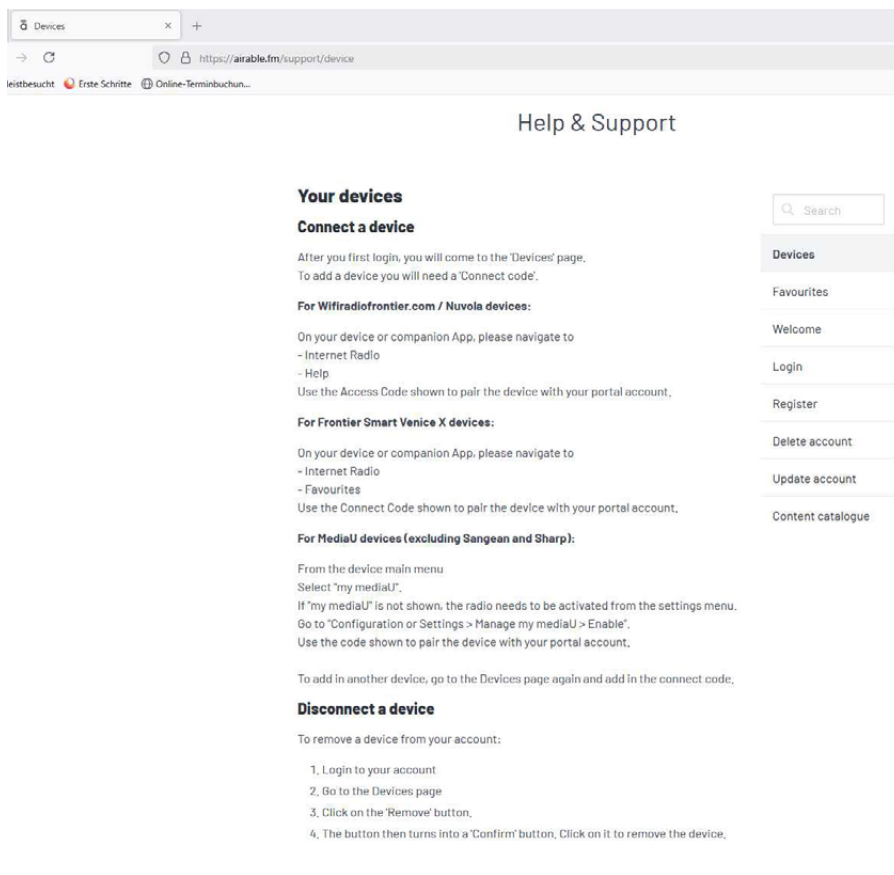 ā Devices × +
https://airable.fm/support/device
leistbesucht Erste Schritte Online-Terminbuchun...
Help & Support
Your devices
Connect a device
After you first login, you will come to the 'Devices' page.
To add a device you will need a 'Connect code'.
For Wifiradiofrontier.com / Nuvola devices:
On your device or companion App, please navigate to
- Internet Radio
- Help
Use the Access Code shown to pair the device with your portal account.
For Frontier Smart Venice X devices:
On your device or companion App, please navigate to
- Internet Radio
- Favourites
Use the Connect Code shown to pair the device with your portal account.
For MediaU devices (excluding Sangean and Sharp):
From the device main menu
Select "my mediaU".
If "my mediaU" is not shown, the radio needs to be activated from the settings menu.
Go to "Configuration or Settings > Manage my mediaU > Enable".
Use the code shown to pair the device with your portal account.
To add in another device, go to the Devices page again and add in the connect code.
Disconnect a device
To remove a device from your account:
1. Login to your account
2. Go to the Devices page
3. Click on the 'Remove' button.
4. The button then turns into a 'Confirm' button. Click on it to remove the device.
Search
Devices
Favourites
Welcome
Login
Register
Delete account
Update account
Content catalogue